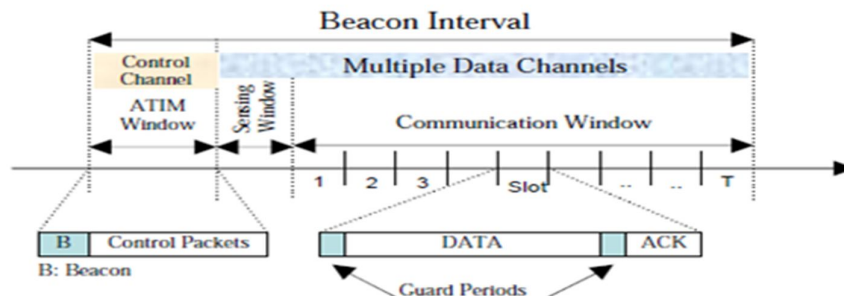 Beacon Interval
Control Channel
Multiple Data Channels
ATIM Window
Sensing Window
Communication Window
1 2 3 Slot .. .. T
B Control Packets
DATA ACK
B: Beacon
Guard Periods